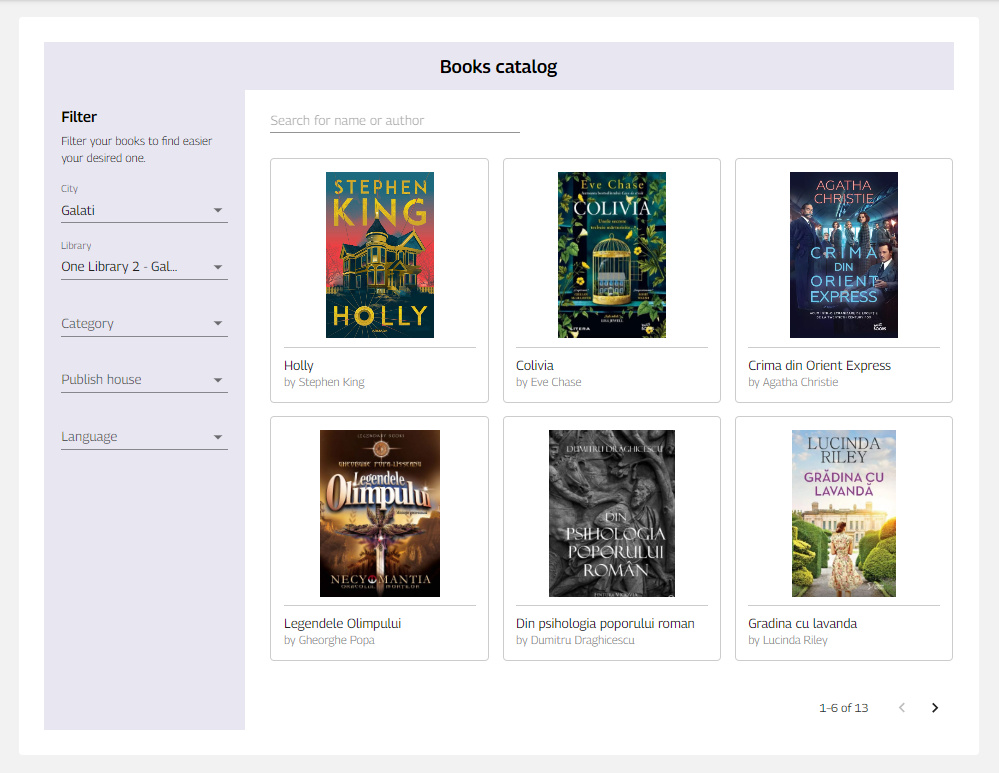 Books catalog
Filter
Filter your books to find easier
your desired one.
City
Galati
Library
One Library 2 - Gal...
Category
Publish house
Language
Search for name or author
STEPHEN
KING
HOLLY
Holly
by Stephen King
Eve Chase
COLIVIA
Colivia
by Eve Chase
AGATHA
CHRISTIE
CRIMA
DIN
ORIENT
EXPRESS
Crima din Orient Express
by Agatha Christie
LEGENDARY BOOKS
Legendele
Olimpului
NECROMANTIA
Legendele Olimpului
by Gheorghe Popa
DUMITRU DRAGHICESCU
DIN
PSIHOLOGIA
POPORULUI
ROMÂN
Din psihologia poporului roman
by Dumitru Draghicescu
LUCINDA
RILEY
GRĂDINA CU
LAVANDĂ
Gradina cu lavanda
by Lucinda Riley
1-6 of 13